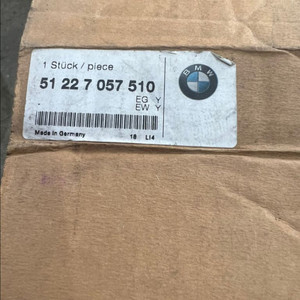 1 Stück / piece
51 22 7 057 510
EG Y
EW Y
Made in Germany
18 L14
BMW